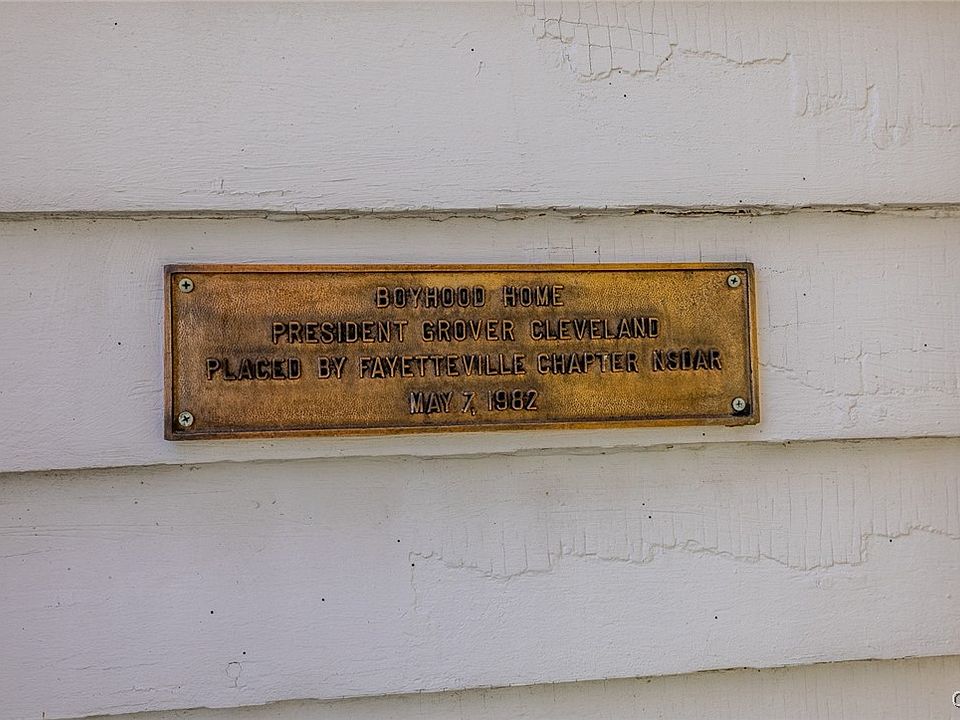 BOYHOOD HOME
PRESIDENT GROVER CLEVELAND
PLACED BY FAYETTEVILLE CHAPTER NSDAR
MAY 7, 1982